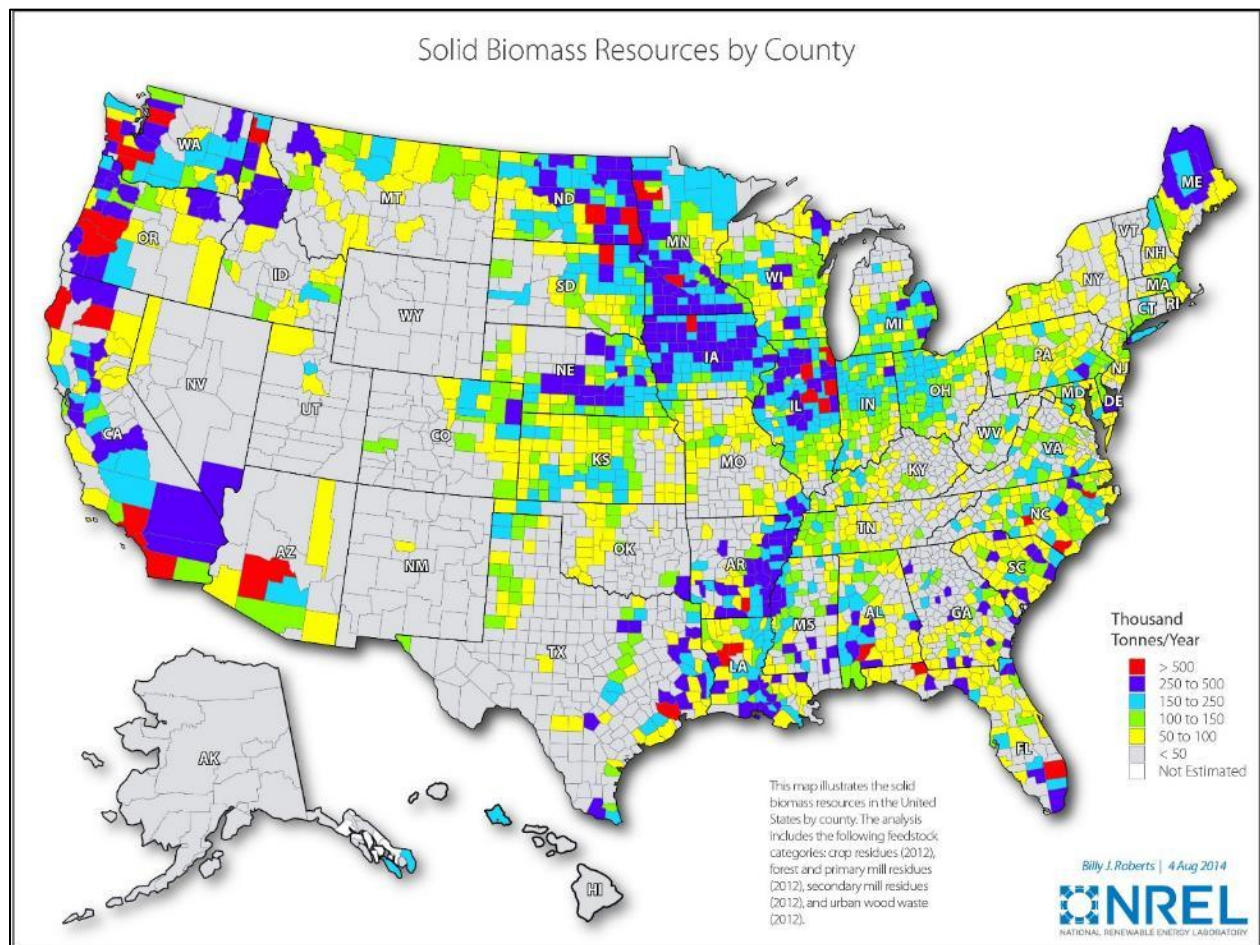 Solid Biomass Resources by County
WA
MT
ND
MN
ME
OR
ID
SD
WI
VT
NH
NY
MA
CT
RI
WY
MI
IA
NE
PA
NJ
NV
UT
CO
IL
IN
OH
MD
DE
CA
WV
VA
KS
MO
KY
NC
TN
AZ
NM
OK
AR
SC
MS
AL
GA
TX
LA
FL
AK
HI
Thousand
Tonnes/Year
> 500
250 to 500
150 to 250
100 to 150
50 to 100
< 50
Not Estimated
This map illustrates the solid
biomass resources in the United
States by county. The analysis
includes the following feedstock
categories: crop residues (2012),
forest and primary mill residues
(2012), secondary mill residues
(2012), and urban wood waste
(2012).
Billy J. Roberts | 4 Aug 2014
NREL
NATIONAL RENEWABLE ENERGY LABORATORY